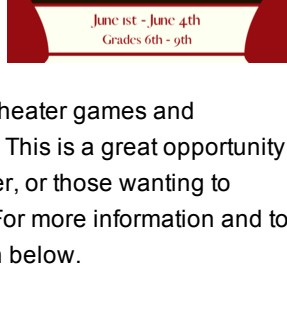 June 1st - June 4th
Grades 6th - 9th
heater games and
This is a great opportunity
er, or those wanting to
For more information and to
below.